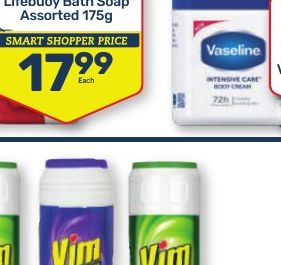 Lifebuoy Bath Soap
Assorted 175g
SMART SHOPPER PRICE
17.99
Each
Vaseline
INTENSIVE CARE
BODY CREAM
72h
Vim
Vim